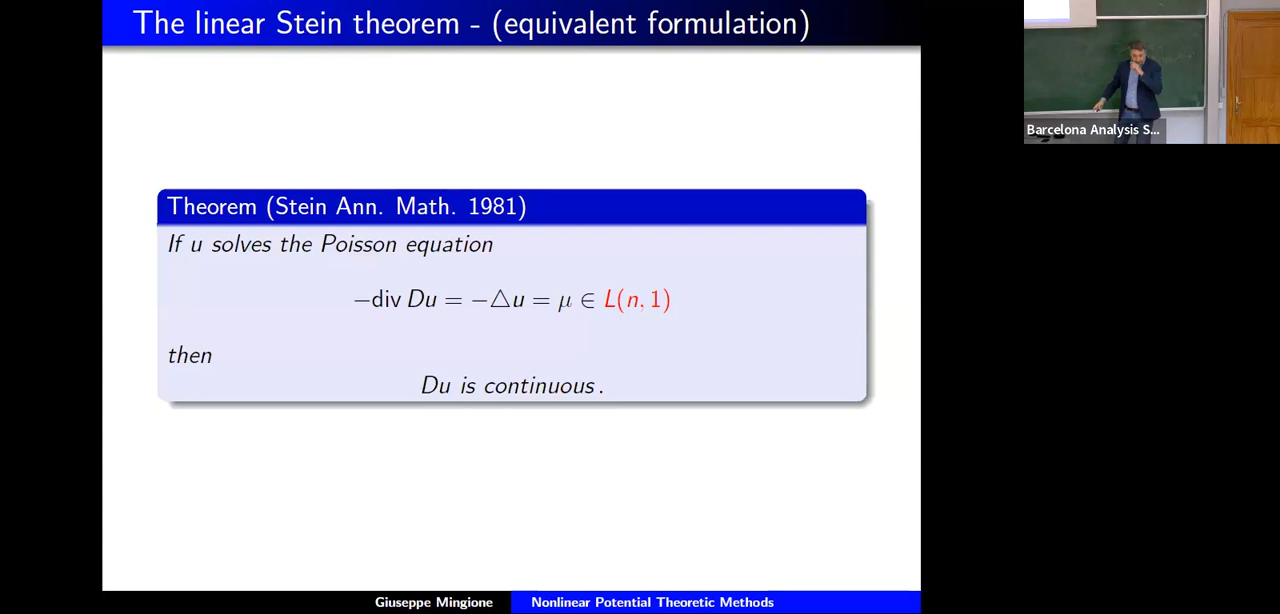 The linear Stein theorem - (equivalent formulation)
Theorem (Stein Ann. Math. 1981)
If u solves the Poisson equation
−div Du = −△u = μ ∈ L(n, 1)
then
Du is continuous .
Giuseppe Mingione
Nonlinear Potential Theoretic Methods
Barcelona Analysis S...